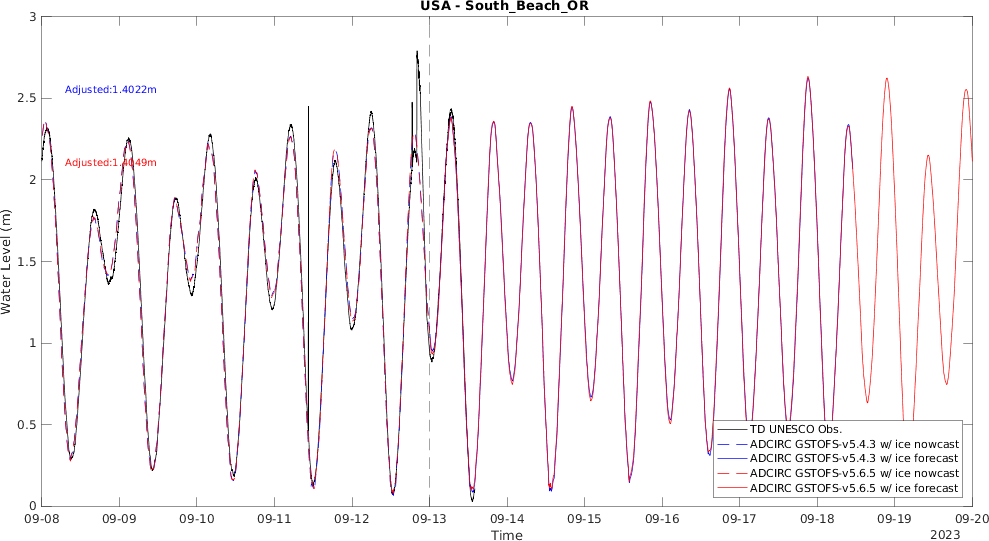 USA - South_Beach_OR
3
2.5
2
1.5
1
0.5
0
Water Level (m)
Adjusted:1.4022m
Adjusted:1.4049m
TD UNESCO Obs.
ADCIRC GSTOFS-v5.4.3 w/ ice nowcast
ADCIRC GSTOFS-v5.4.3 w/ ice forecast
ADCIRC GSTOFS-v5.6.5 w/ ice nowcast
ADCIRC GSTOFS-v5.6.5 w/ ice forecast
09-08 09-09 09-10 09-11 09-12 09-13 09-14 09-15 09-16 09-17 09-18 09-19 09-20
Time
2023